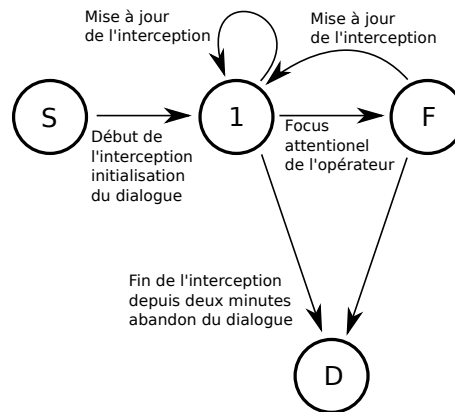 Mise à jour
de l'interception
Mise à jour
de l'interception
S
1
F
Début de
l'interception
initialisation
du dialogue
Focus
attentionel
de l'opérateur
Fin de l'interception
depuis deux minutes
abandon du dialogue
D